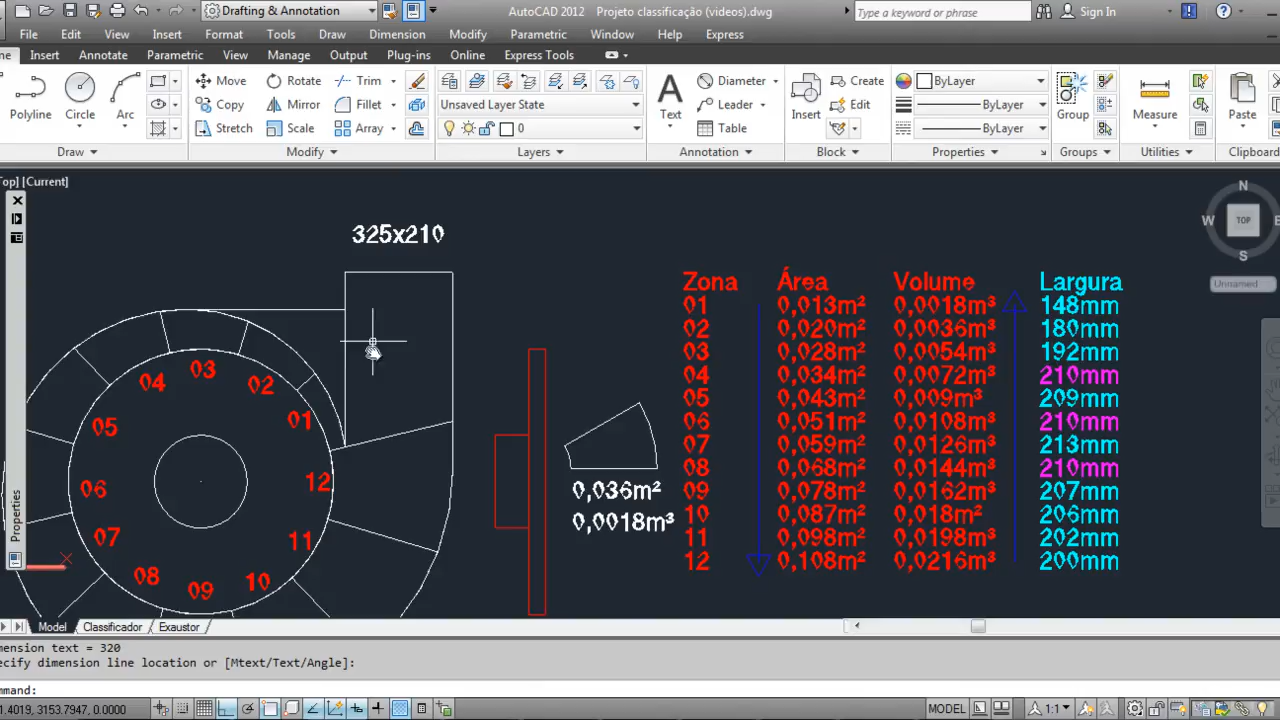 Drafting & Annotation
AutoCAD 2012 Projeto classificação (videos).dwg
Type a keyword or phrase
Sign In
File Edit View Insert Format Tools Draw Dimension Modify Parametric Window Help Express
me Insert Annotate Parametric View Manage Output Plug-ins Online Express Tools
Polyline Circle Arc
Move Rotate Trim
Copy Mirror Fillet
Stretch Scale Array
Unsaved Layer State
0
Text
Diameter
Leader
Table
Insert
Create
Edit
ByLayer
ByLayer
ByLayer
Group
Measure
Paste
Draw Modify Layers Annotation Block Properties Groups Utilities Clipboard
Top] [Current]
Properties
325x210
N
W TOP E
S
Unnamed
01
02
03
04
05
06
07
08
09
10
11
12
0,036m²
0,0018m³
Zona Área Volume Largura
01 0,013m² 0,0018m³ 148mm
02 0,020m² 0,0036m³ 180mm
03 0,028m² 0,0054m³ 192mm
04 0,034m² 0,0072m³ 210mm
05 0,043m² 0,009m³ 209mm
06 0,051m² 0,0108m³ 210mm
07 0,059m² 0,0126m³ 213mm
08 0,068m² 0,0144m³ 210mm
09 0,078m² 0,0162m³ 207mm
10 0,087m² 0,018m² 206mm
11 0,098m² 0,0198m³ 202mm
12 0,108m² 0,0216m³ 200mm
Model Classificador Exaustor
imension text = 320
pecify dimension line location or [Mtext/Text/Angle]:
ommand:
1.4019, 3153.7947, 0.0000
MODEL
1:1